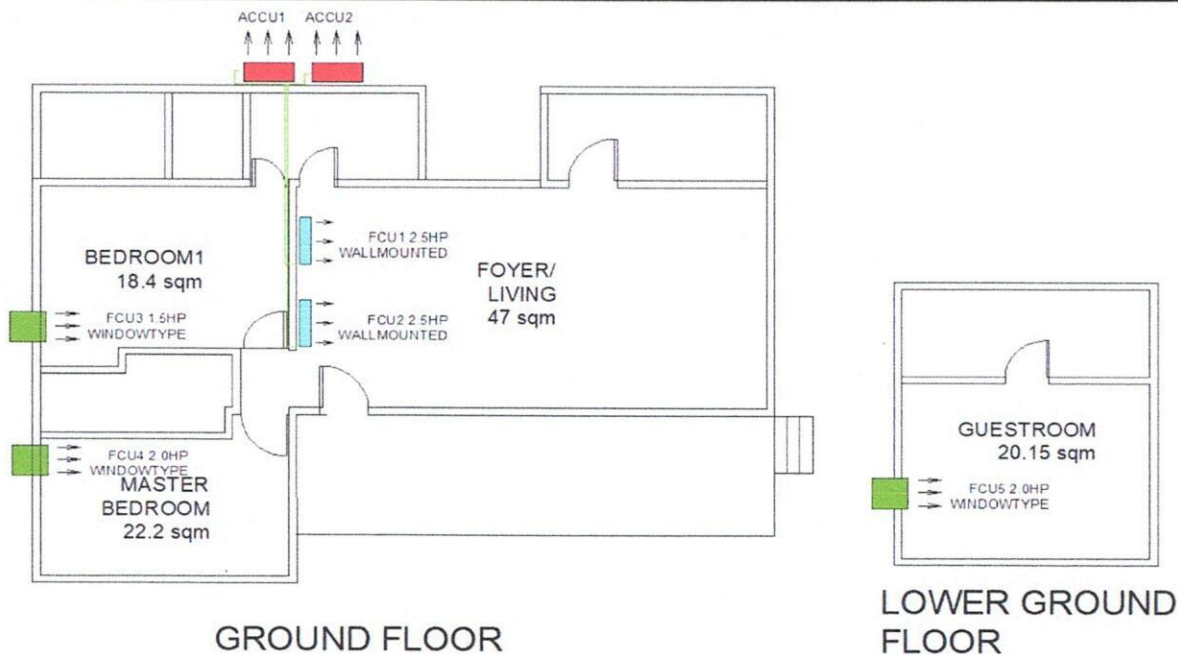 ACCU1 ACCU2
BEDROOM1
18.4 sqm
FCU1 2.5HP
WALLMOUNTED
FOYER/
LIVING
47 sqm
FCU3 1.5HP
WINDOWTYPE
FCU2 2.5HP
WALLMOUNTED
FCU4 2.0HP
WINDOWTYPE
MASTER
BEDROOM
22.2 sqm
GROUND FLOOR
GUESTROOM
20.15 sqm
FCU5 2.0HP
WINDOWTYPE
LOWER GROUND
FLOOR